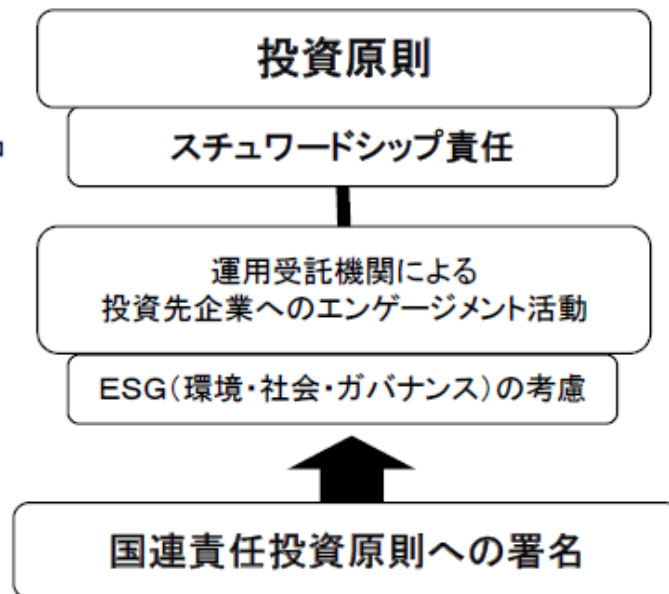 投資原則
スチュワードシップ責任
運用受託機関による
投資先企業へのエンゲージメント活動
ESG(環境・社会・ガバナンス)の考慮
国連責任投資原則への署名